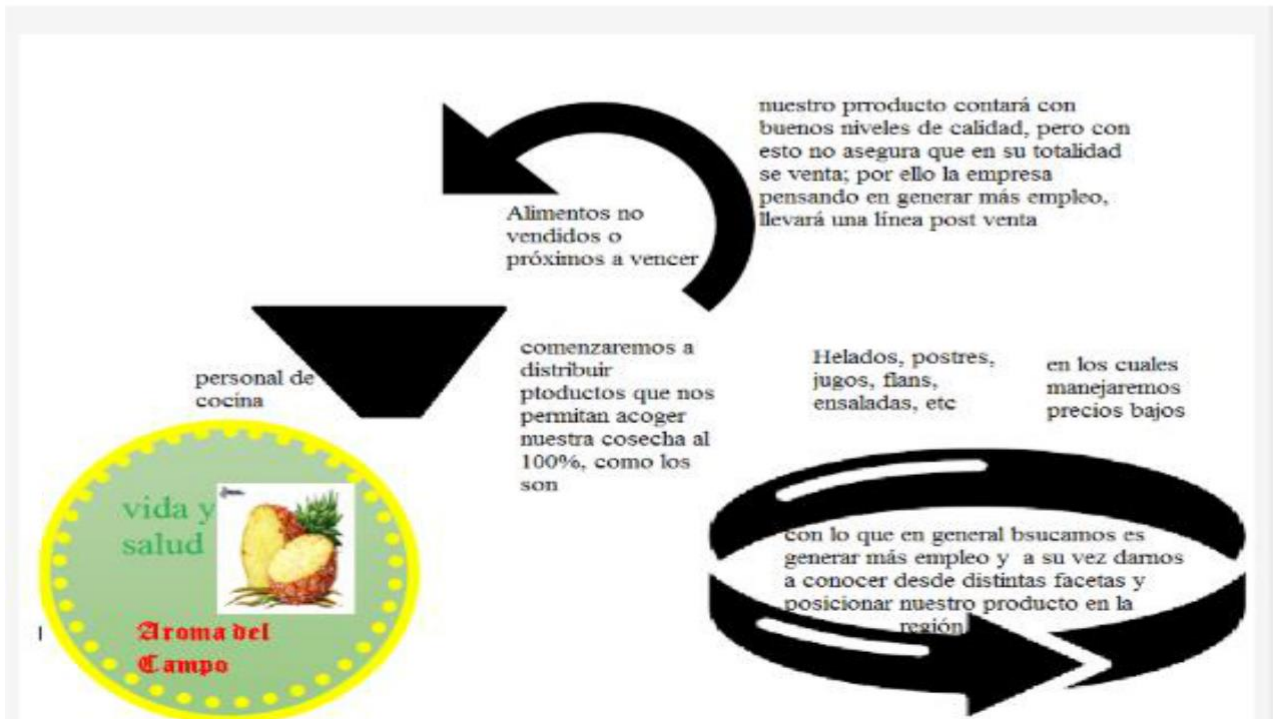 nuestro prroducto contará con
buenos niveles de calidad, pero con
esto no asegura que en su totalidad
se venta; por ello la empresa
pensando en generar más empleo,
llevará una línea post venta
Alimentos no
vendidos o
próximos a vencer
personal de
cocina
comenzaremos a
distribuir
ptoductos que nos
permitan acoger
nuestra cosecha al
100%, como los
son
Helados, postres,
jugos, flans,
ensaladas, etc
en los cuales
manejaremos
precios bajos
vida y
salud
Aroma del
Campo
con lo que en general bsucamos es
generar más empleo y a su vez darnos
a conocer desde distintas facetas y
posicionar nuestro producto en la
región